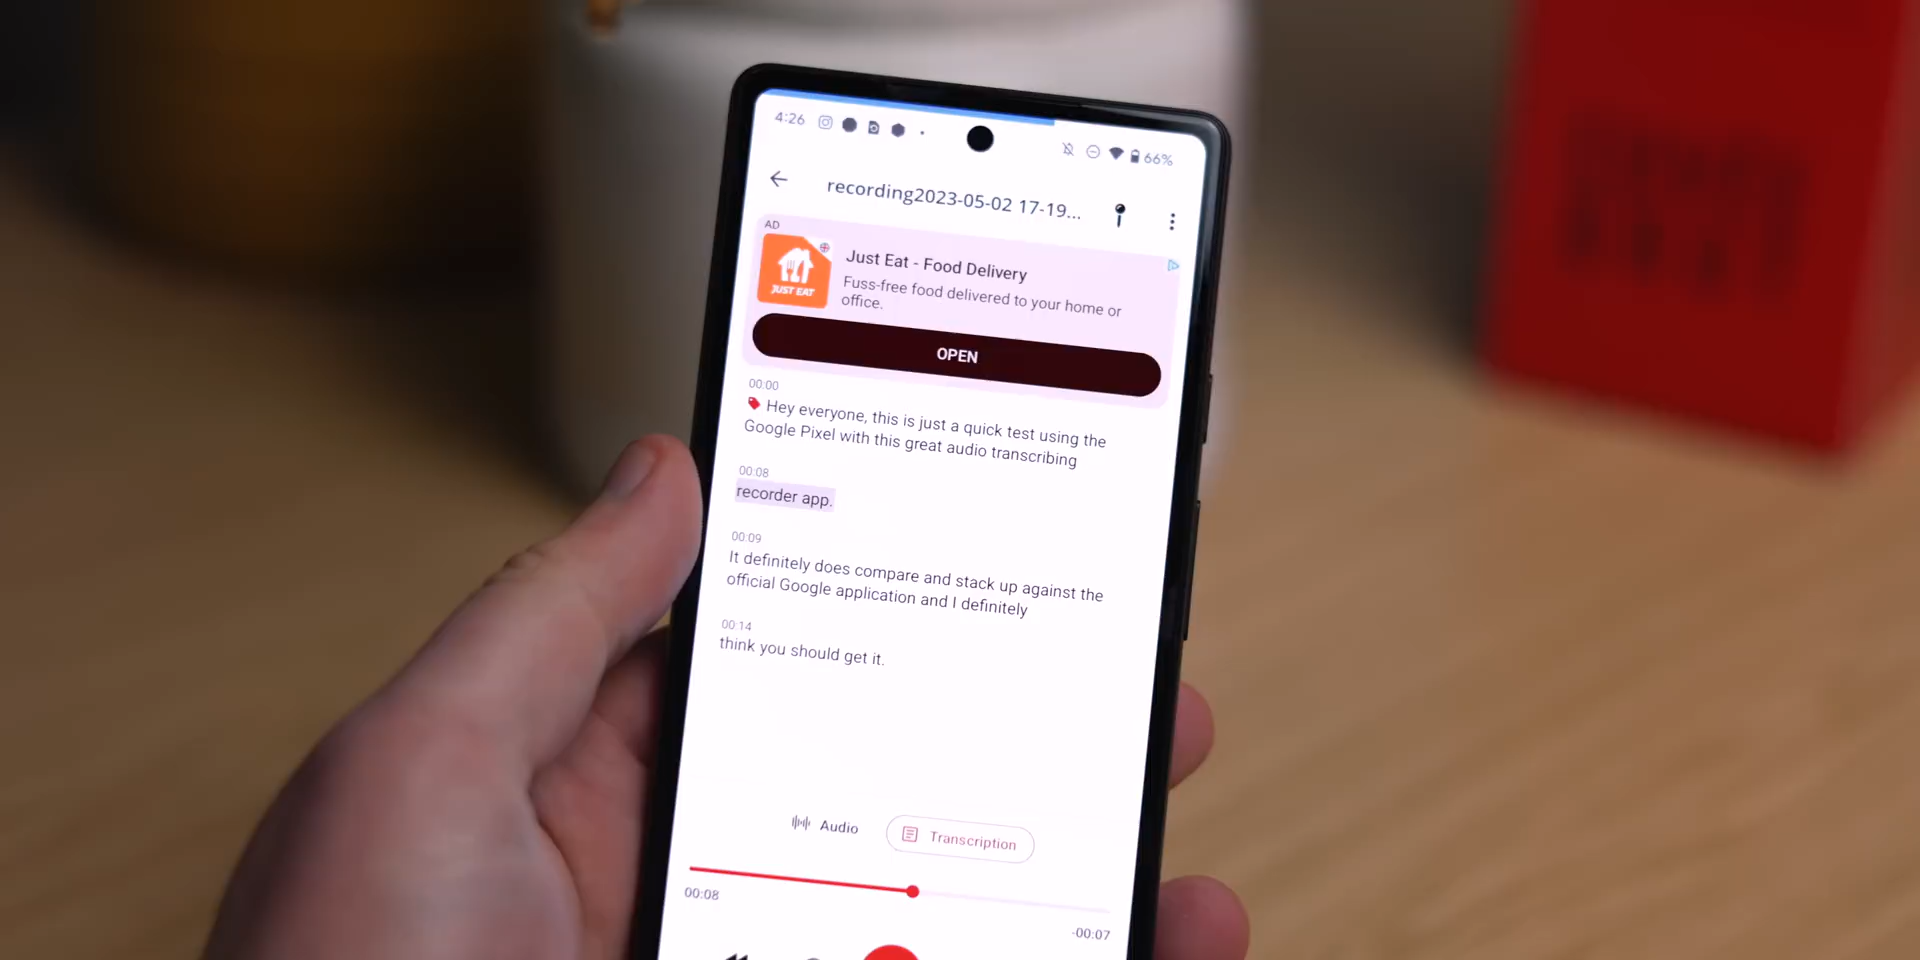 4:26
66%
recording2023-05-02 17-19...
AD
JUST EAT
Just Eat - Food Delivery
Fuss-free food delivered to your home or
office.
OPEN
00:00
Hey everyone, this is just a quick test using the
Google Pixel with this great audio transcribing
00:08
recorder app.
00:09
It definitely does compare and stack up against the
official Google application and I definitely
00:14
think you should get it.
Audio
Transcription
00:08
-00:07